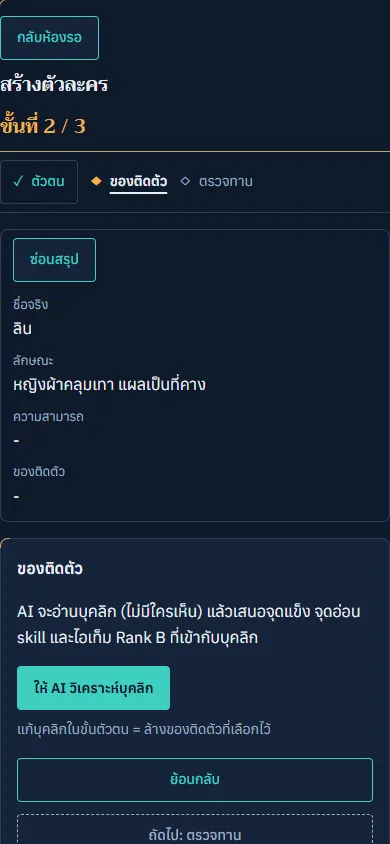 กลับห้องรอ
สร้างตัวละคร
ขั้นที่ 2 / 3
✓ ตัวตน ◆ ของติดตัว ◇ ตรวจทาน
ซ่อนสรุป
ชื่อจริง
ลิน
ลักษณะ
หญิงผ้าคลุมเทา แผลเป็นที่คาง
ความสามารถ
-
ของติดตัว
-
ของติดตัว
AI จะอ่านบุคลิก (ไม่มีใครเห็น) แล้วเสนอจุดแข็ง จุดอ่อน
skill และไอเท็ม Rank B ที่เข้ากับบุคลิก
ให้ AI วิเคราะห์บุคลิก
แก้บุคลิกในขั้นตัวตน = ล้างของติดตัวที่เลือกไว้
ย้อนกลับ
ถัดไป: ตรวจทาน